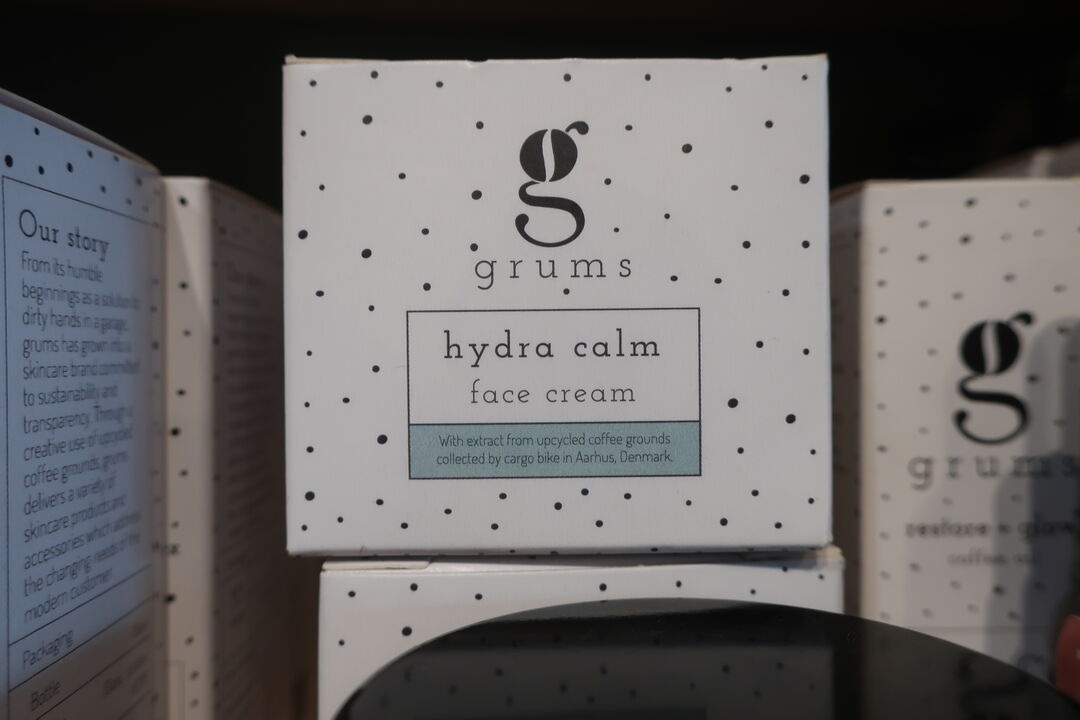 Our story
From its humble
beginnings as a solution to
dirty hands in a garage,
grums has grown into a
skincare brand committed
to sustainability and
transparency. Through a
creative use of upcycled
coffee grounds, grums
delivers a variety of
skincare products and
accessories which address
the changing needs of the
modern customer.
Packaging
Bottle
g
grums
hydra calm
face cream
With extract from upcycled coffee grounds
collected by cargo bike in Aarhus, Denmark.
g
grums
restore + glow
coffee